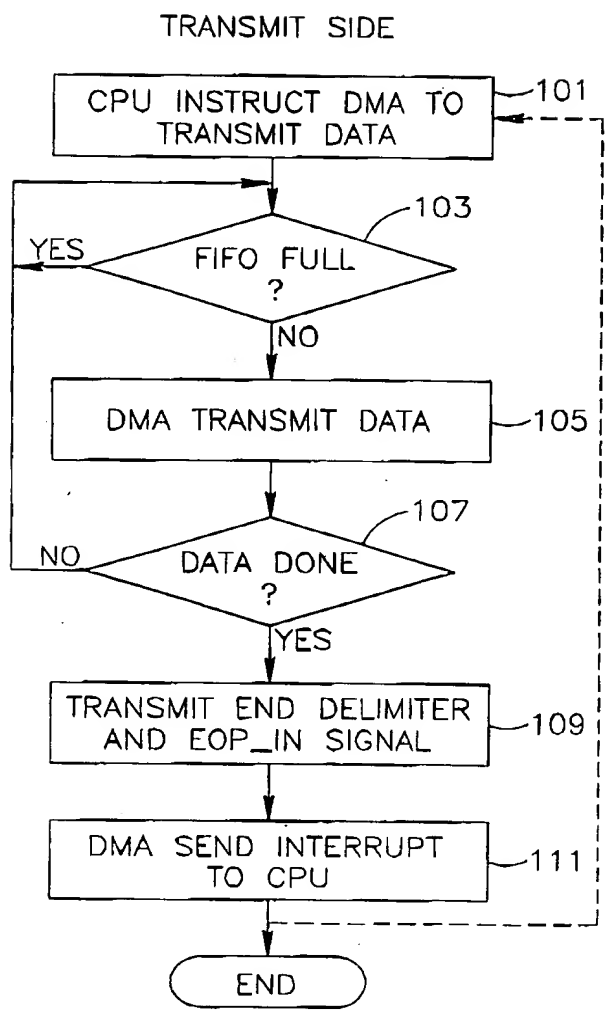 TRANSMIT SIDE
CPU INSTRUCT DMA TO
TRANSMIT DATA
101
103
YES
FIFO FULL
?
NO
DMA TRANSMIT DATA
105
107
NO
DATA DONE
?
YES
TRANSMIT END DELIMITER
AND EOP_IN SIGNAL
109
DMA SEND INTERRUPT
TO CPU
111
END